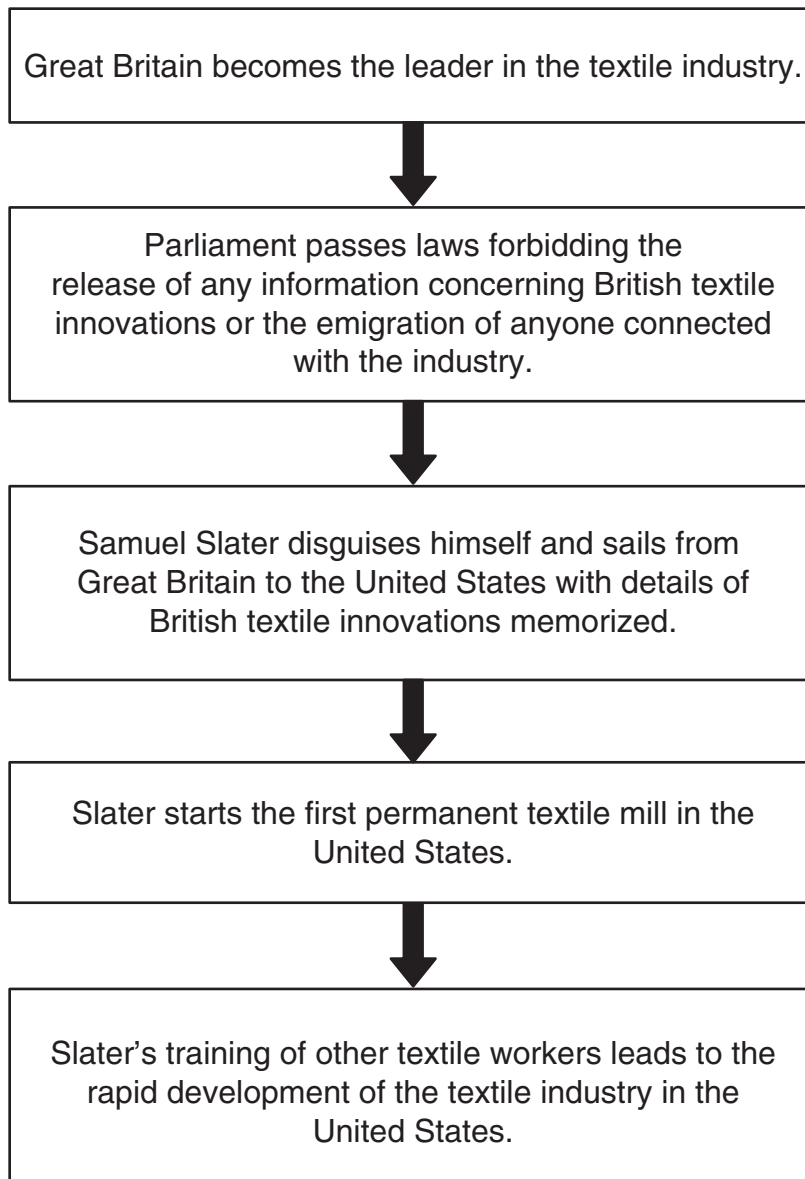 Great Britain becomes the leader in the textile industry.
Parliament passes laws forbidding the
release of any information concerning British textile
innovations or the emigration of anyone connected
with the industry.
Samuel Slater disguises himself and sails from
Great Britain to the United States with details of
British textile innovations memorized.
Slater starts the first permanent textile mill in the
United States.
Slater’s training of other textile workers leads to the
rapid development of the textile industry in the
United States.